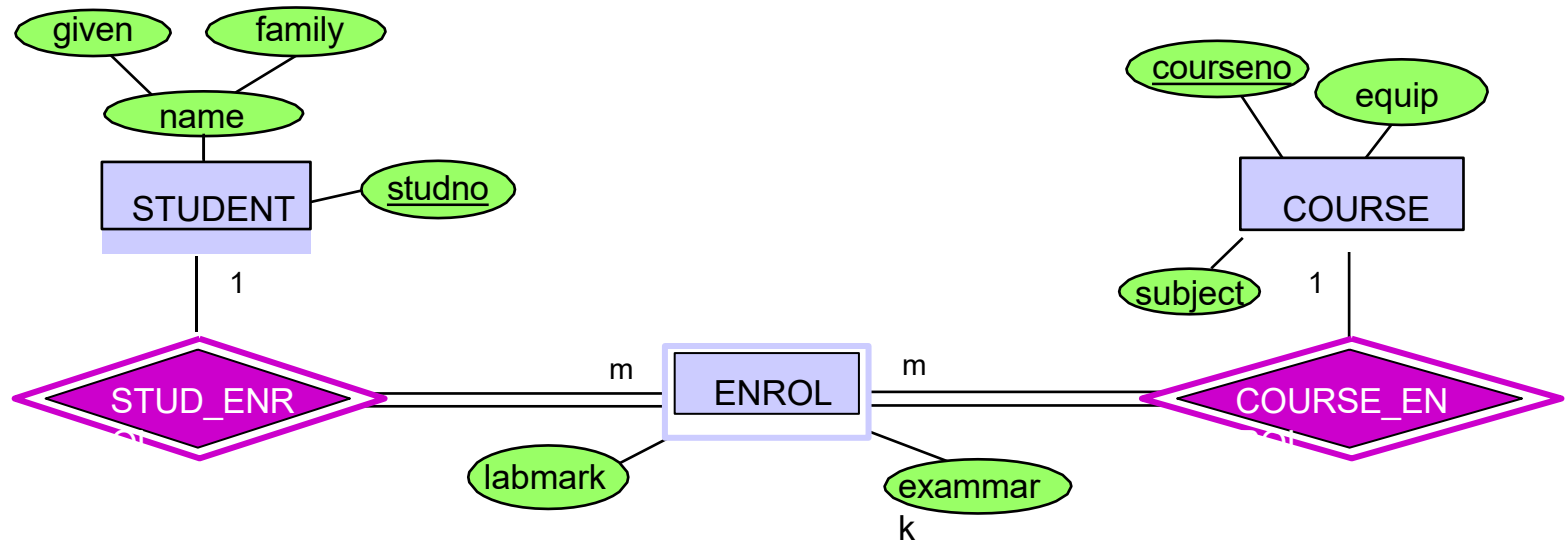 given
family
name
STUDENT
studno
courseno
equip
COURSE
subject
1
1
STUD_ENR
m
ENROL
m
COURSE_EN
labmark
exammar
k